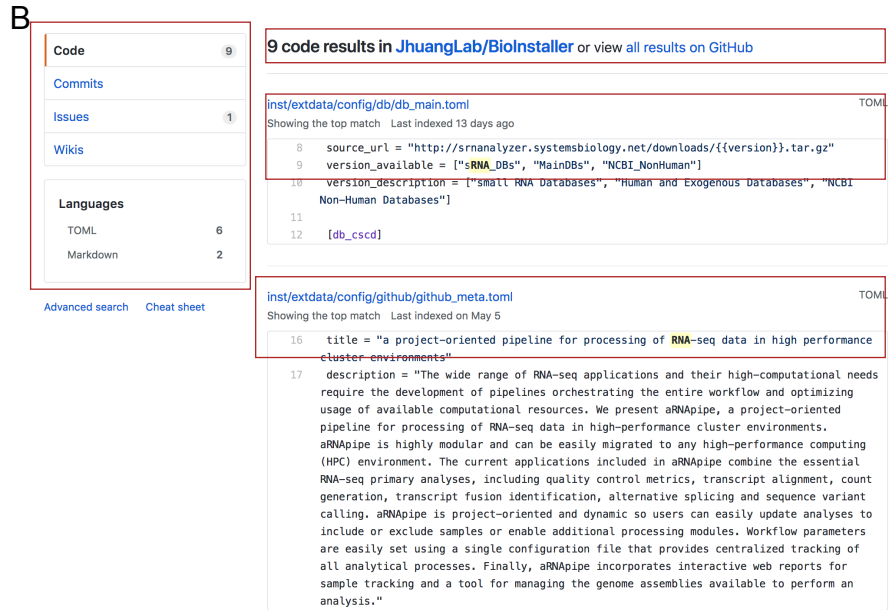 B
Code 9
Commits
Issues 1
Wikis
Languages
TOML 6
Markdown 2
Advanced search Cheat sheet
9 code results in JhuangLab/BioInstaller or view all results on GitHub
inst/extdata/config/db/db_main.toml TOML
Showing the top match Last indexed 13 days ago
8 source_url = "http://srnanalyzer.systemsbiology.net/downloads/{{version}}.tar.gz"
9 version_available = ["sRNA_DBs", "MainDBs", "NCBI_NonHuman"]
10 version_description = ["small RNA Databases", "Human and Exogenous Databases", "NCBI
Non-Human Databases"]
11
12 [db_cscd]
inst/extdata/config/github/github_meta.toml TOML
Showing the top match Last indexed on May 5
16 title = "a project-oriented pipeline for processing of RNA-seq data in high performance
cluster environments"
17 description = "The wide range of RNA-seq applications and their high-computational needs
require the development of pipelines orchestrating the entire workflow and optimizing
usage of available computational resources. We present aRNApipe, a project-oriented
pipeline for processing of RNA-seq data in high-performance cluster environments.
aRNApipe is highly modular and can be easily migrated to any high-performance computing
(HPC) environment. The current applications included in aRNApipe combine the essential
RNA-seq primary analyses, including quality control metrics, transcript alignment, count
generation, transcript fusion identification, alternative splicing and sequence variant
calling. aRNApipe is project-oriented and dynamic so users can easily update analyses to
include or exclude samples or enable additional processing modules. Workflow parameters
are easily set using a single configuration file that provides centralized tracking of
all analytical processes. Finally, aRNApipe incorporates interactive web reports for
sample tracking and a tool for managing the genome assemblies available to perform an
analysis."